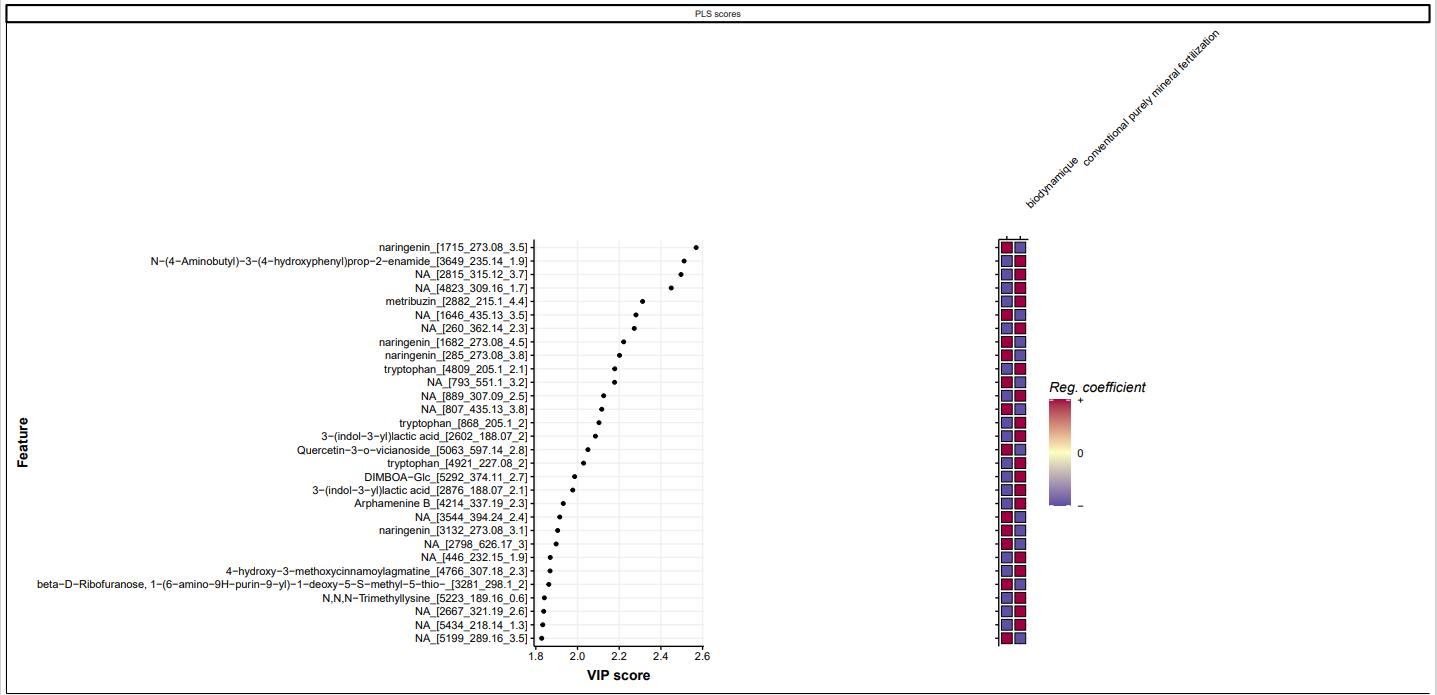 PLS scores
conventional purely mineral fertilization
biodynamique
naringenin_[1715_273.08_3.5]
N−(4−Aminobutyl)−3−(4−hydroxyphenyl)prop−2−enamide_[3649_235.14_1.9]
NA_[2815_315.12_3.7]
NA_[4823_309.16_1.7]
metribuzin_[2882_215.1_4.4]
NA_[1646_435.13_3.5]
NA_[260_362.14_2.3]
naringenin_[1682_273.08_4.5]
naringenin_[285_273.08_3.8]
tryptophan_[4809_205.1_2.1]
NA_[793_551.1_3.2]
NA_[889_307.09_2.5]
NA_[807_435.13_3.8]
tryptophan_[868_205.1_2]
3−(indol−3−yl)lactic acid_[2602_188.07_2]
Quercetin−3−o−vicianoside_[5063_597.14_2.8]
tryptophan_[4921_227.08_2]
DIMBOA−Glc_[5292_374.11_2.7]
3−(indol−3−yl)lactic acid_[2876_188.07_2.1]
Arphamenine B_[4214_337.19_2.3]
NA_[3544_394.24_2.4]
naringenin_[3132_273.08_3.1]
NA_[2798_626.17_3]
NA_[446_232.15_1.9]
4−hydroxy−3−methoxycinnamoylagmatine_[4766_307.18_2.3]
beta−D−Ribofuranose, 1−(6−amino−9H−purin−9−yl)−1−deoxy−5−S−methyl−5−thio−_[3281_298.1_2]
N,N,N−Trimethyllysine_[5223_189.16_0.6]
NA_[2667_321.19_2.6]
NA_[5434_218.14_1.3]
NA_[5199_289.16_3.5]
Feature
1.8 2.0 2.2 2.4 2.6
VIP score
Reg. coefficient
+
0
−